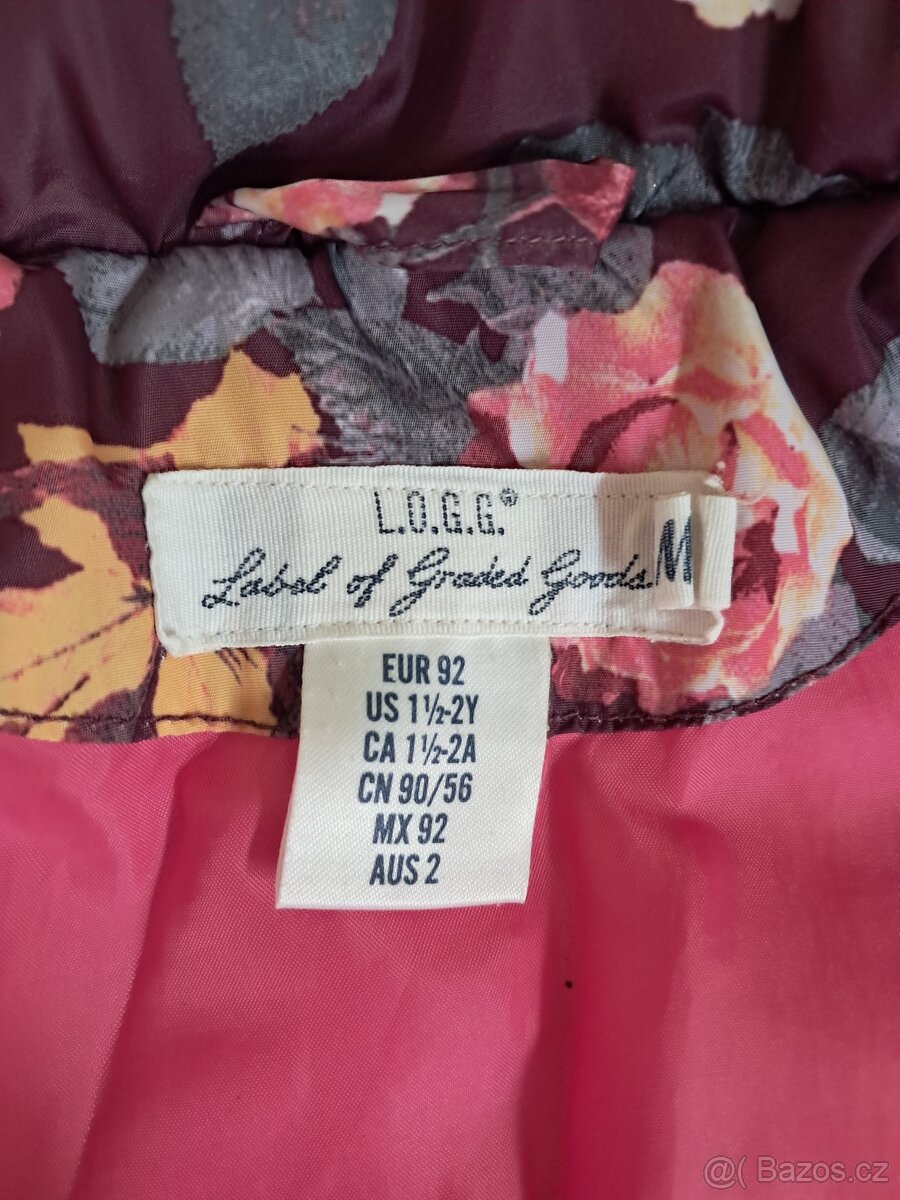 L.O.G.G.®
Label of Graded Goods
M
EUR 92
US 1½-2Y
CA 1½-2A
CN 90/56
MX 92
AUS 2
@( Bazos.cz